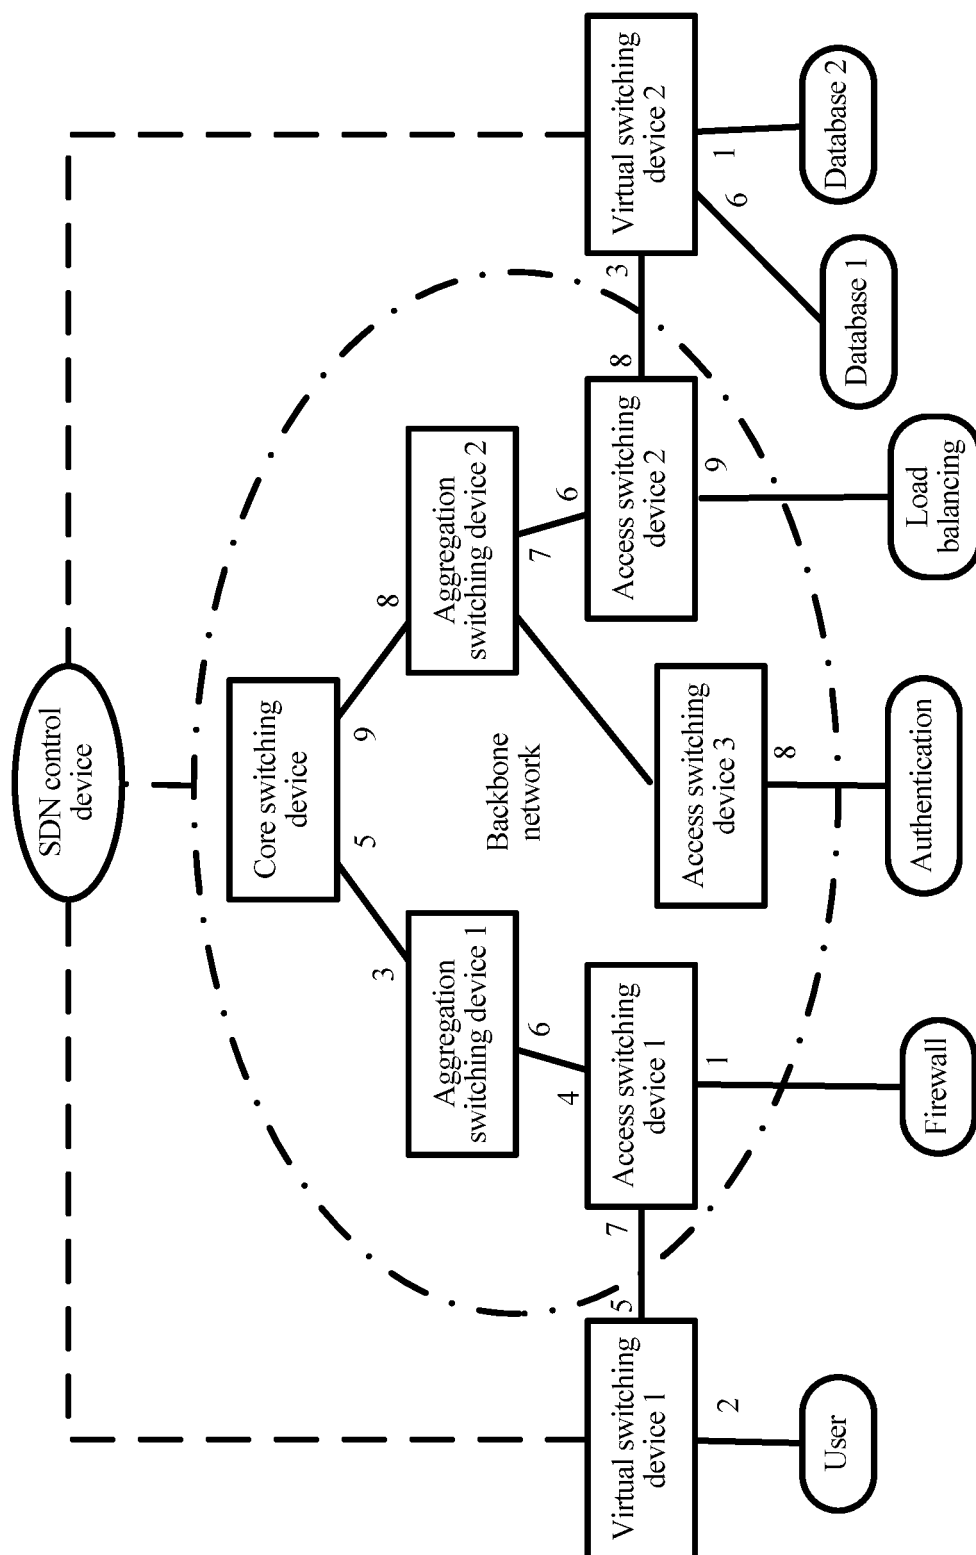 SDN control
device
Core switching
device
5
9
3
8
Aggregation
switching device 1
Aggregation
switching device 2
Backbone
network
6
7
4
6
Virtual switching
device 1
5
7
Access switching
device 1
Access switching
device 3
Access switching
device 2
8
3
Virtual switching
device 2
2
1
8
9
6
1
User
Firewall
Authentication
Load
balancing
Database 1
Database 2